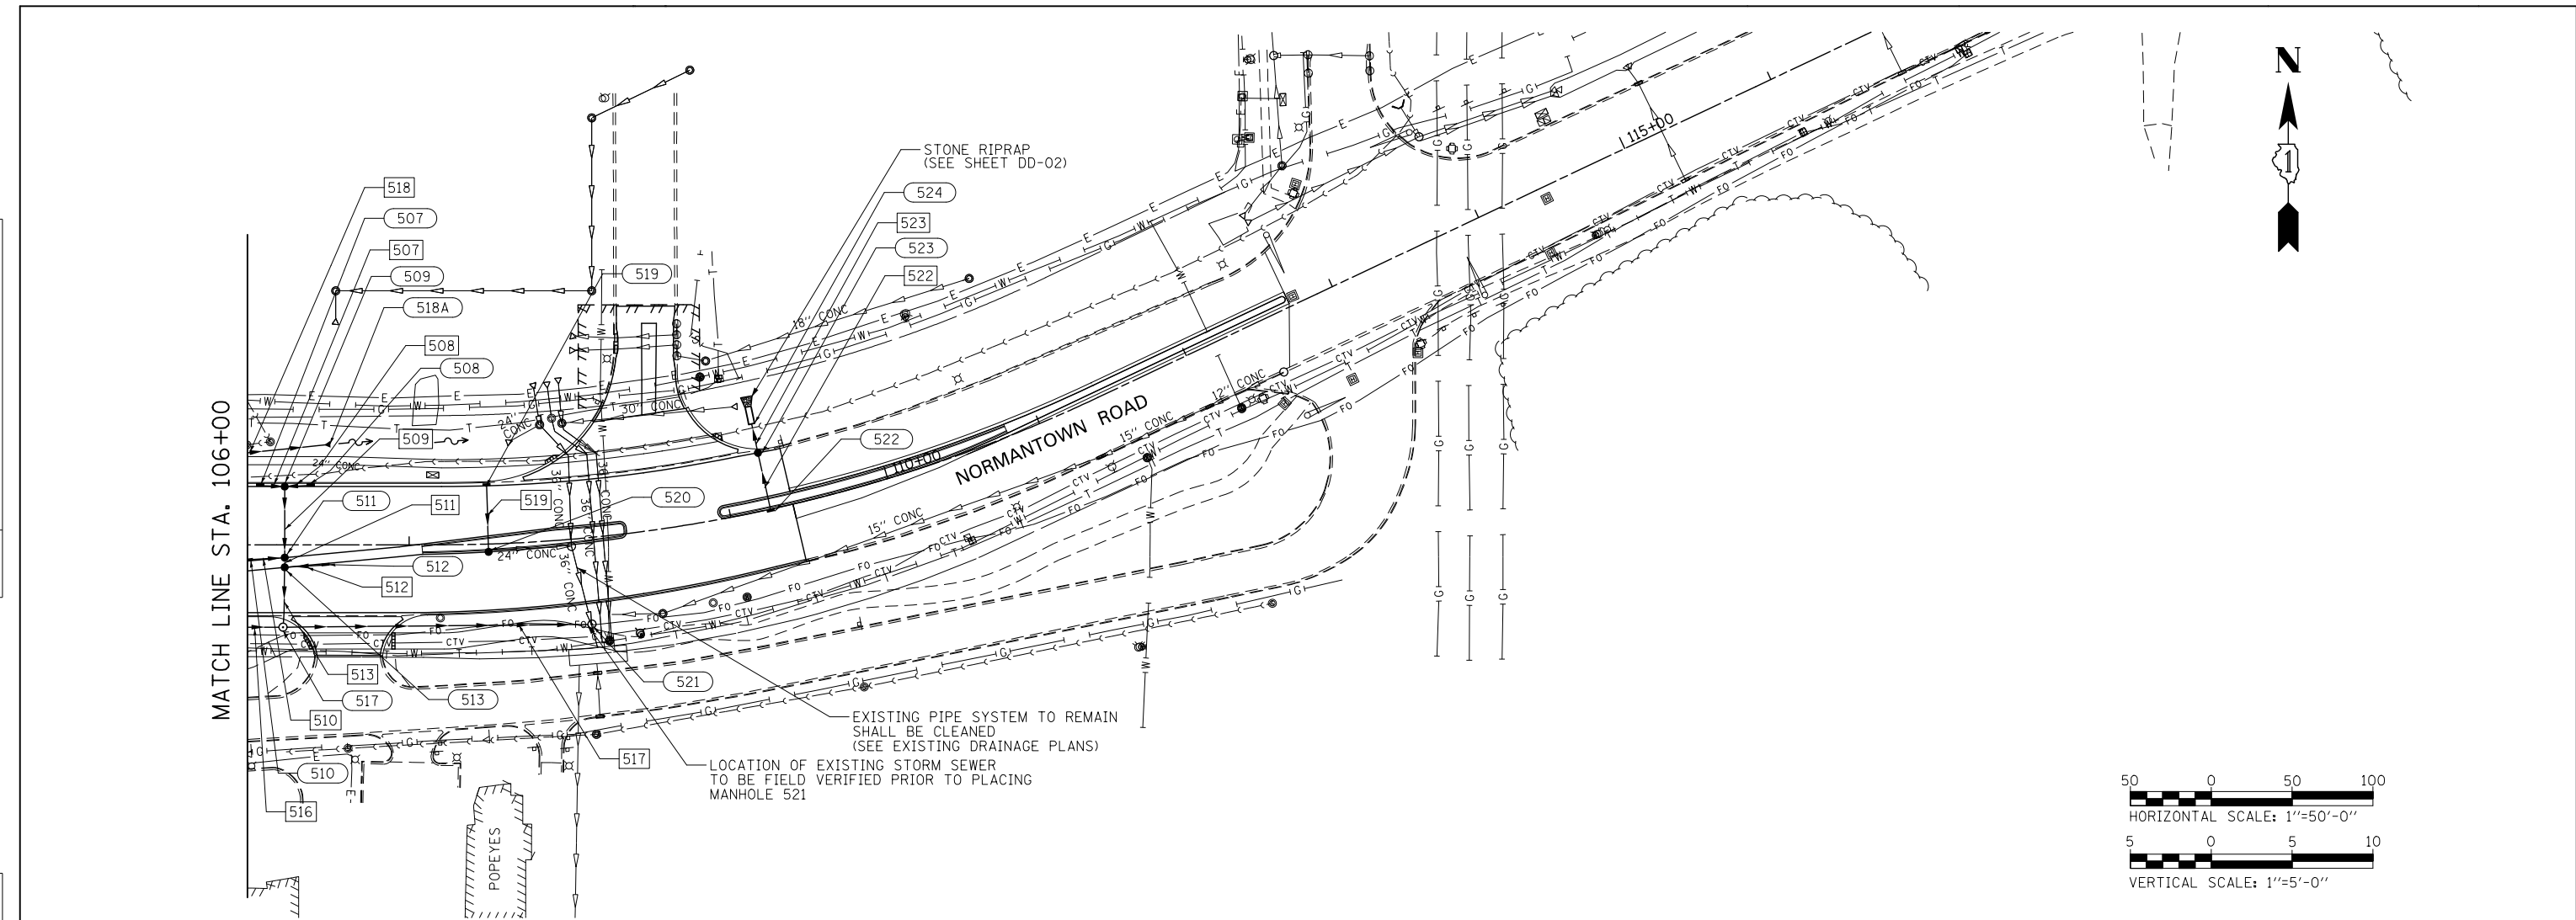 N
1
STONE RIPRAP
(SEE SHEET DD-02)
518
507
507
509
518A
508
508
509
519
524
523
523
522
522
511
511
512
512
519
520
513
517
510
510
516
513
517
521
MATCH LINE STA. 106+00
NORMANTOWN ROAD
110+00
115+00
18" CONC
30" CONC
24" CONC
24" CONC
24" CONC
36" CONC
36" CONC
36" CONC
36" CONC
15" CONC
15" CONC
12" CONC
EXISTING PIPE SYSTEM TO REMAIN
SHALL BE CLEANED
(SEE EXISTING DRAINAGE PLANS)
LOCATION OF EXISTING STORM SEWER
TO BE FIELD VERIFIED PRIOR TO PLACING
MANHOLE 521
POPEYES
50 0 50 100
HORIZONTAL SCALE: 1"=50'-0"
5 0 5 10
VERTICAL SCALE: 1"=5'-0"